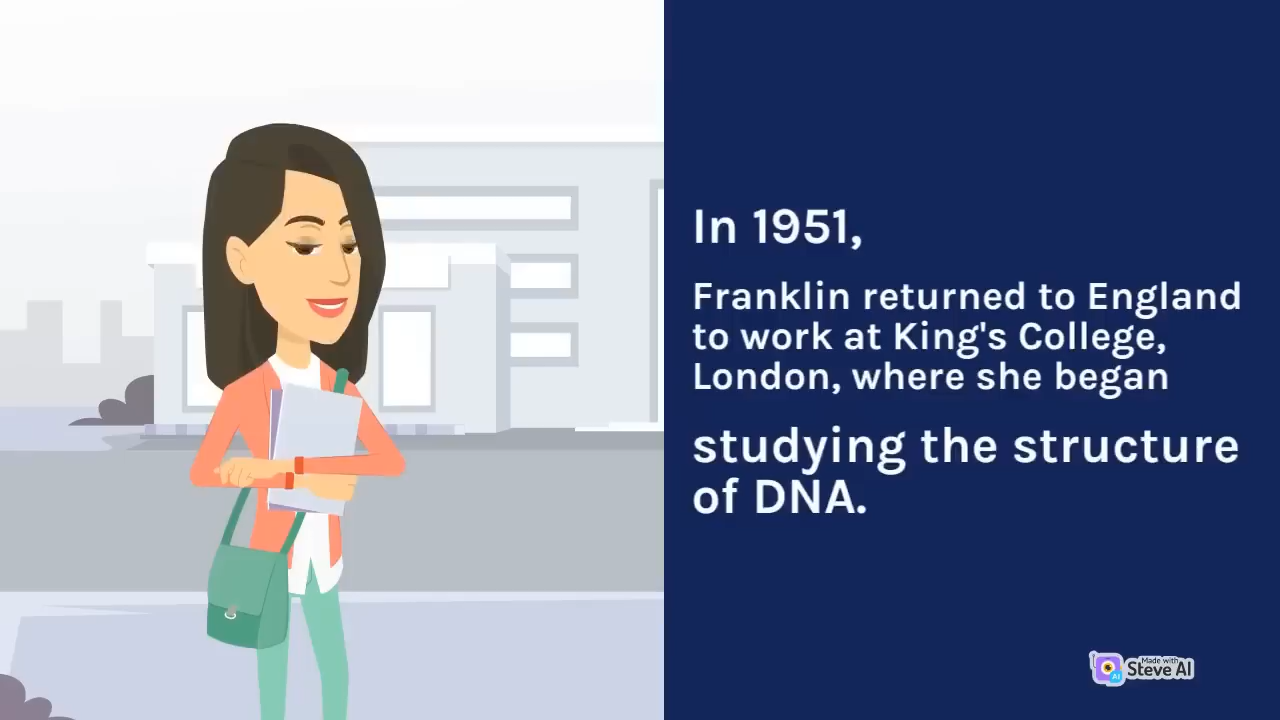 In 1951,
Franklin returned to England
to work at King's College,
London, where she began
studying the structure
of DNA.
Made with
Steve AI
AI